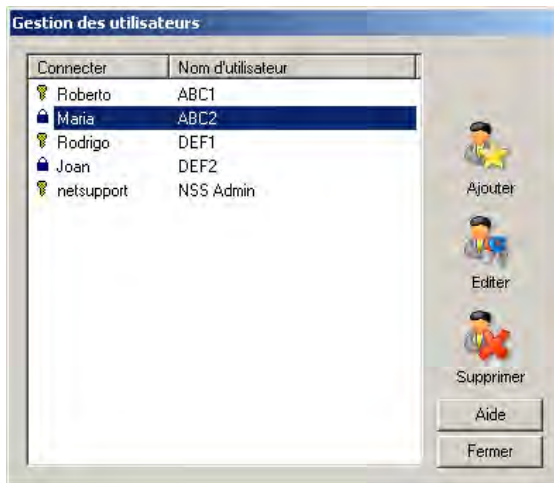 Gestion des utilisateurs
Connecter Nom d'utilisateur
Roberto ABC1
Maria ABC2
Rodrigo DEF1
Joan DEF2
netsupport NSS Admin
Ajouter
Editer
Supprimer
Aide
Fermer